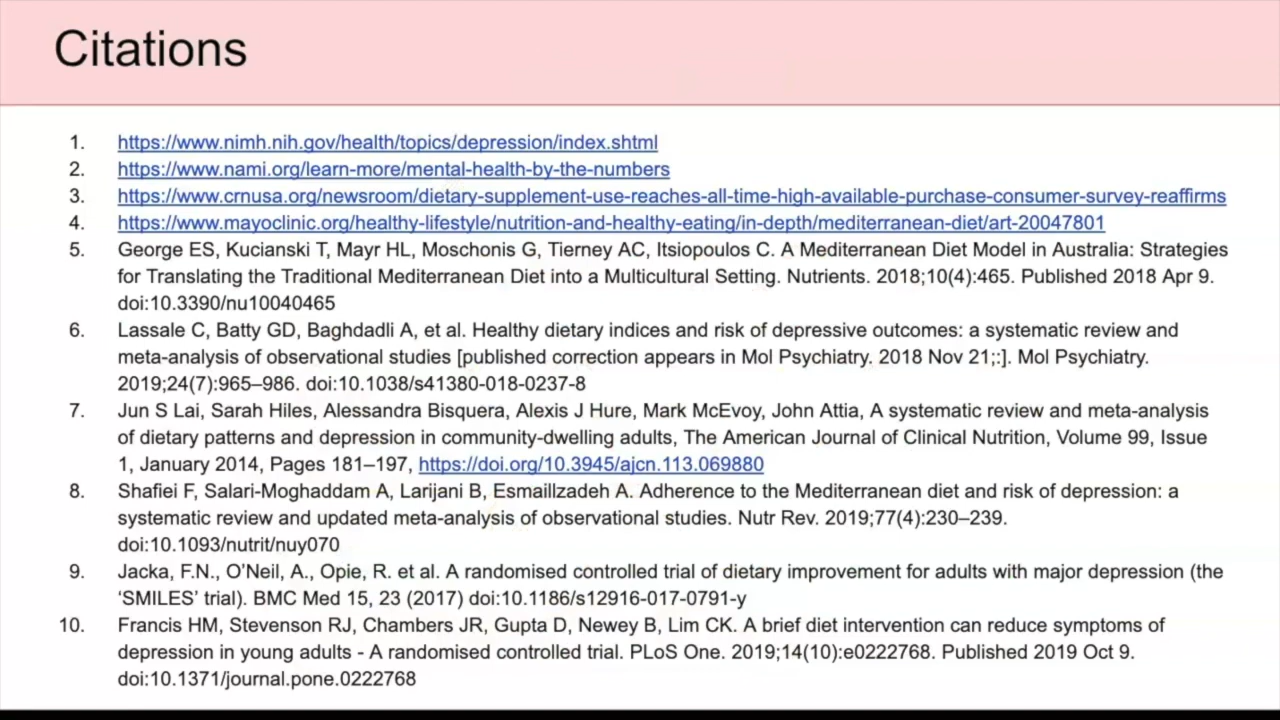 Citations
1. https://www.nimh.nih.gov/health/topics/depression/index.shtml
2. https://www.nami.org/learn-more/mental-health-by-the-numbers
3. https://www.crnusa.org/newsroom/dietary-supplement-use-reaches-all-time-high-available-purchase-consumer-survey-reaffirms
4. https://www.mayoclinic.org/healthy-lifestyle/nutrition-and-healthy-eating/in-depth/mediterranean-diet/art-20047801
5. George ES, Kucianski T, Mayr HL, Moschonis G, Tierney AC, Itsiopoulos C. A Mediterranean Diet Model in Australia: Strategies
for Translating the Traditional Mediterranean Diet into a Multicultural Setting. Nutrients. 2018;10(4):465. Published 2018 Apr 9.
doi:10.3390/nu10040465
6. Lassale C, Batty GD, Baghdadli A, et al. Healthy dietary indices and risk of depressive outcomes: a systematic review and
meta-analysis of observational studies [published correction appears in Mol Psychiatry. 2018 Nov 21;:]. Mol Psychiatry.
2019;24(7):965–986. doi:10.1038/s41380-018-0237-8
7. Jun S Lai, Sarah Hiles, Alessandra Bisquera, Alexis J Hure, Mark McEvoy, John Attia, A systematic review and meta-analysis
of dietary patterns and depression in community-dwelling adults, The American Journal of Clinical Nutrition, Volume 99, Issue
1, January 2014, Pages 181–197, https://doi.org/10.3945/ajcn.113.069880
8. Shafiei F, Salari-Moghaddam A, Larijani B, Esmaillzadeh A. Adherence to the Mediterranean diet and risk of depression: a
systematic review and updated meta-analysis of observational studies. Nutr Rev. 2019;77(4):230–239.
doi:10.1093/nutrit/nuy070
9. Jacka, F.N., O’Neil, A., Opie, R. et al. A randomised controlled trial of dietary improvement for adults with major depression (the
‘SMILES’ trial). BMC Med 15, 23 (2017) doi:10.1186/s12916-017-0791-y
10. Francis HM, Stevenson RJ, Chambers JR, Gupta D, Newey B, Lim CK. A brief diet intervention can reduce symptoms of
depression in young adults - A randomised controlled trial. PLoS One. 2019;14(10):e0222768. Published 2019 Oct 9.
doi:10.1371/journal.pone.0222768